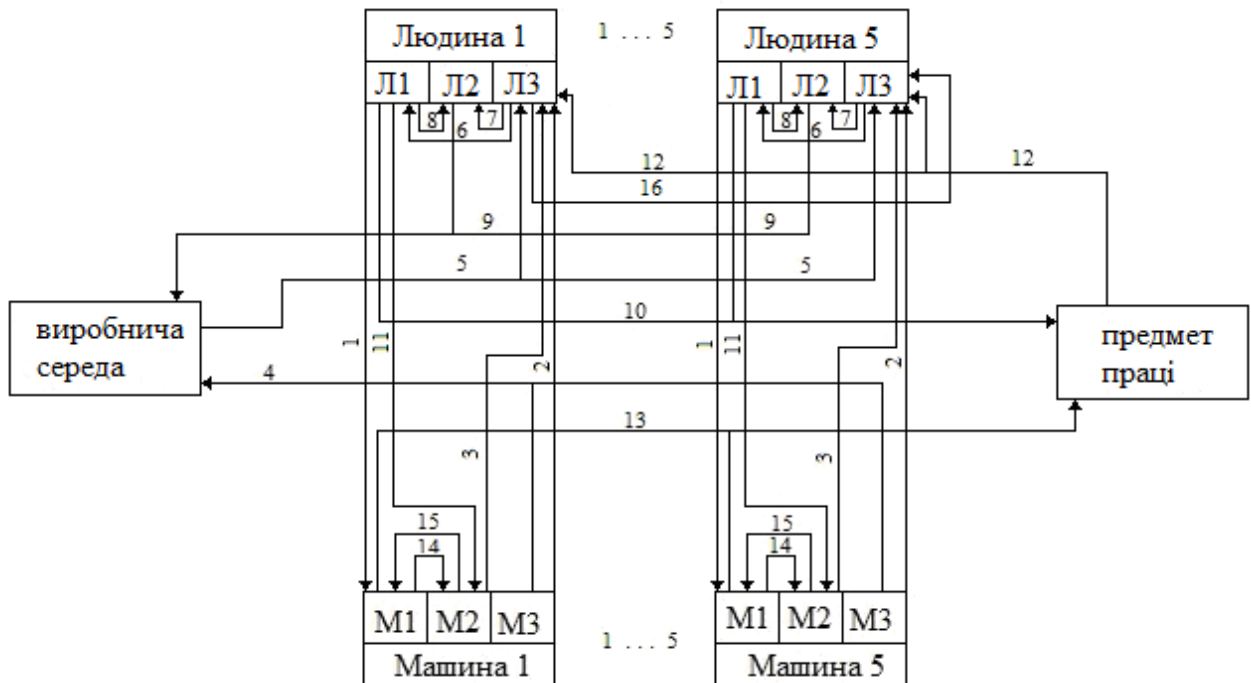 Людина 1
1 . . . 5
Людина 5
Л1 Л2 Л3
Л1 Л2 Л3
8 6 7
8 6 7
12
12
16
9
9
5
5
виробнича
середа
10
предмет
праці
1
11
2
1
11
2
4
13
3
3
15
14
15
14
М1 М2 М3
М1 М2 М3
1 . . . 5
Машина 1
Машина 5